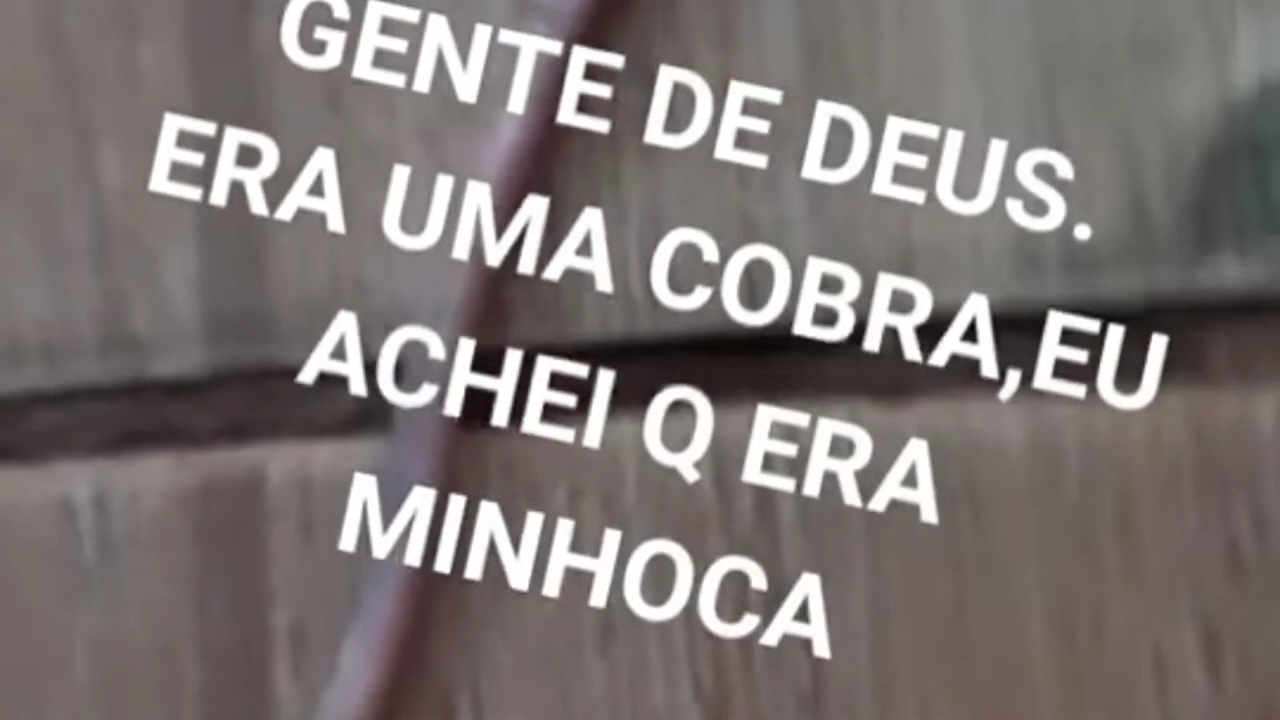 GENTE DE DEUS.
ERA UMA COBRA,EU
ACHEI Q ERA
MINHOCA